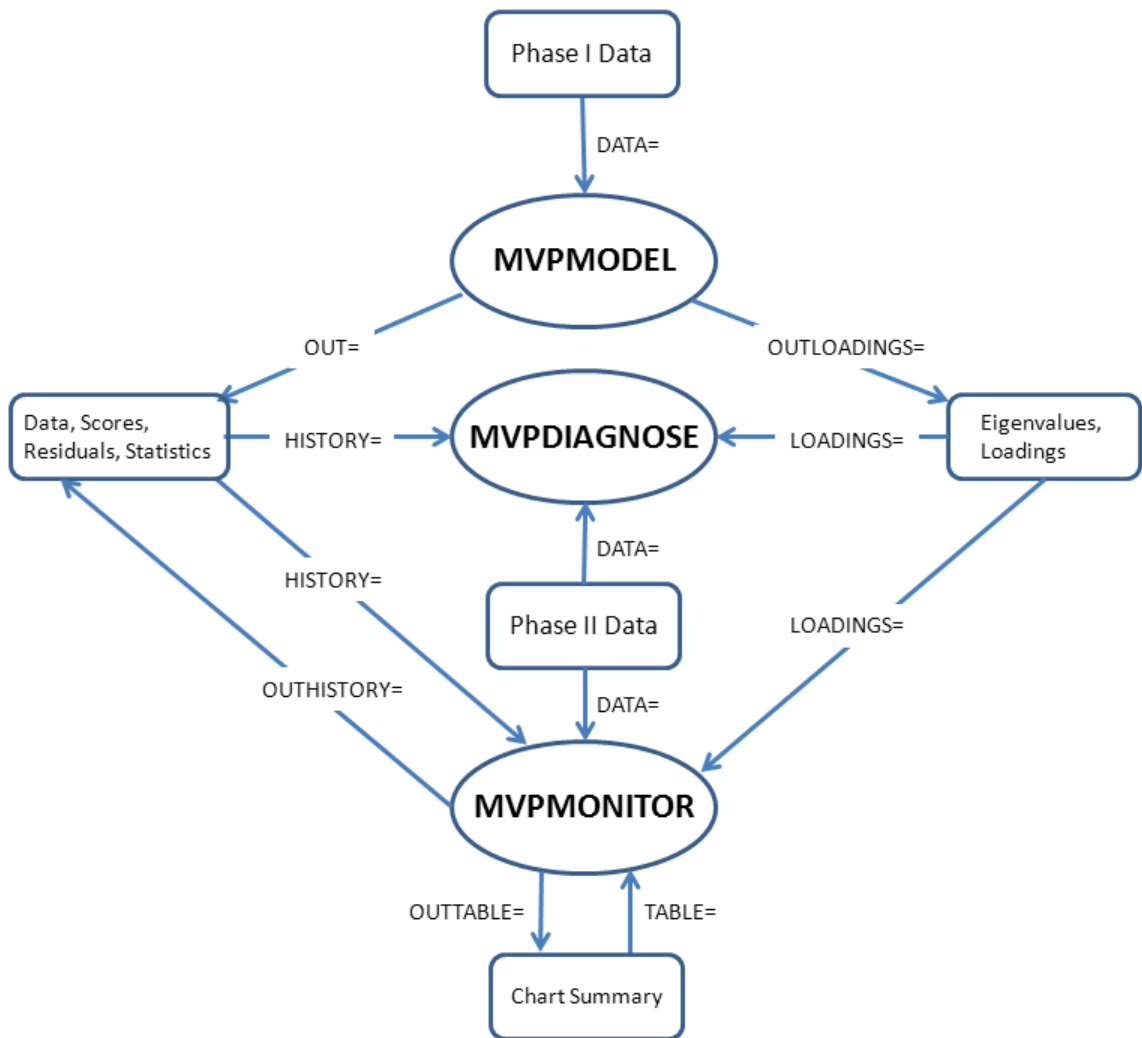 Phase I Data
DATA=
MVPMODEL
OUT=
OUTLOADINGS=
Data, Scores,
Residuals, Statistics
HISTORY=
MVPDIAGNOSE
LOADINGS=
Eigenvalues,
Loadings
DATA=
HISTORY=
Phase II Data
LOADINGS=
OUTHISTORY=
DATA=
MVPMONITOR
OUTTABLE=
TABLE=
Chart Summary